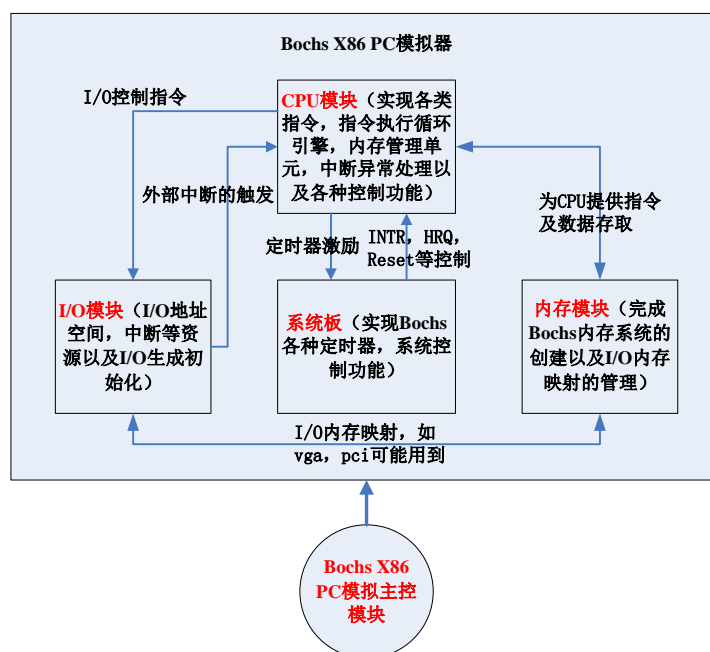 Bochs X86 PC模拟器
I/O控制指令
CPU模块（实现各类
指令，指令执行循环
引擎，内存管理单
元，中断异常处理以
及各种控制功能）
外部中断的触发
为CPU提供指令
及数据存取
定时器激励
INTR，HRQ，
Reset等控制
I/O模块（I/O地址
空间，中断等资
源以及I/O生成初
始化）
系统板（实现Bochs
各种定时器，系统控
制功能）
内存模块（完成
Bochs内存系统的
创建以及I/O内存
映射的管理）
I/O内存映射，如
vga，pci可能用到
Bochs X86
PC模拟主控
模块